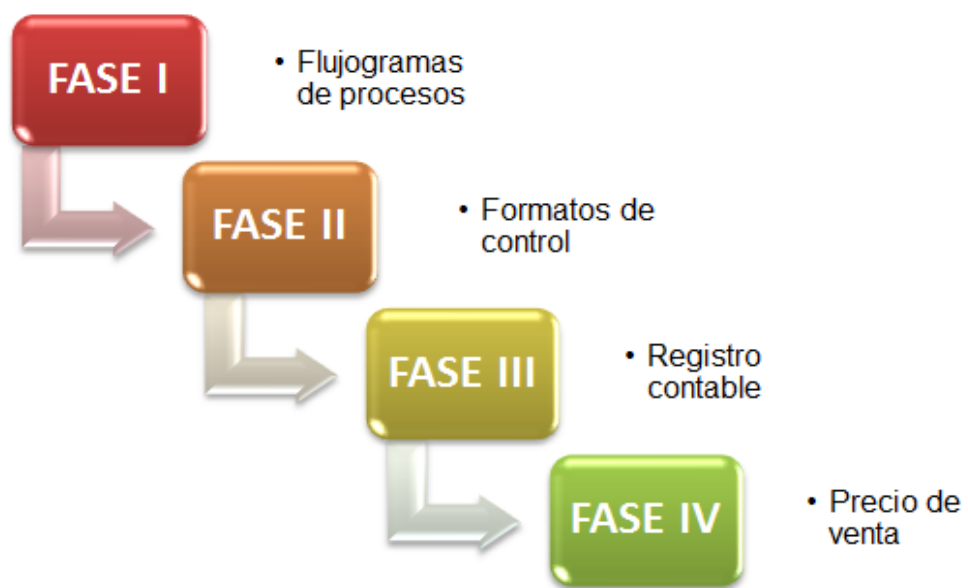 FASE I
• Flujogramas
de procesos
FASE II
• Formatos de
control
FASE III
• Registro
contable
FASE IV
• Precio de
venta